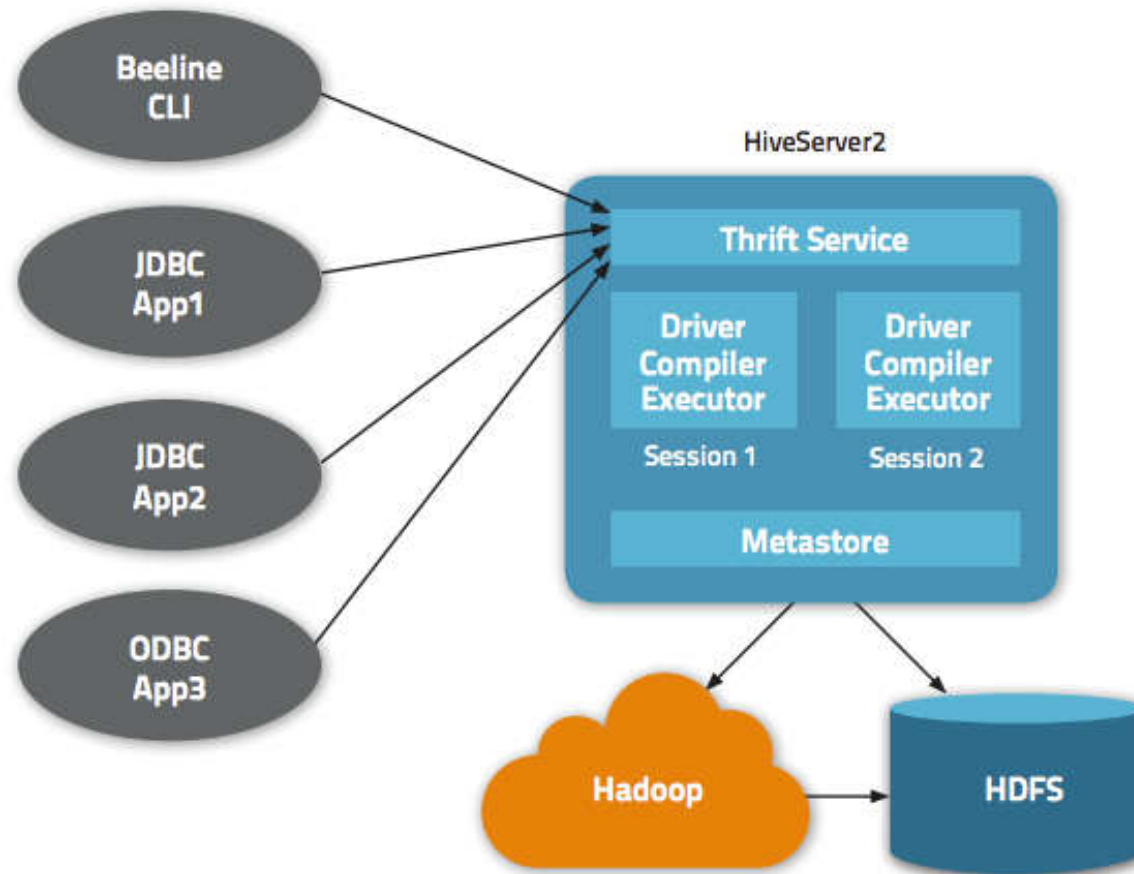 Beeline
CLI
JDBC
App1
JDBC
App2
ODBC
App3
HiveServer2
Thrift Service
Driver
Compiler
Executor
Session 1
Driver
Compiler
Executor
Session 2
Metastore
Hadoop
HDFS